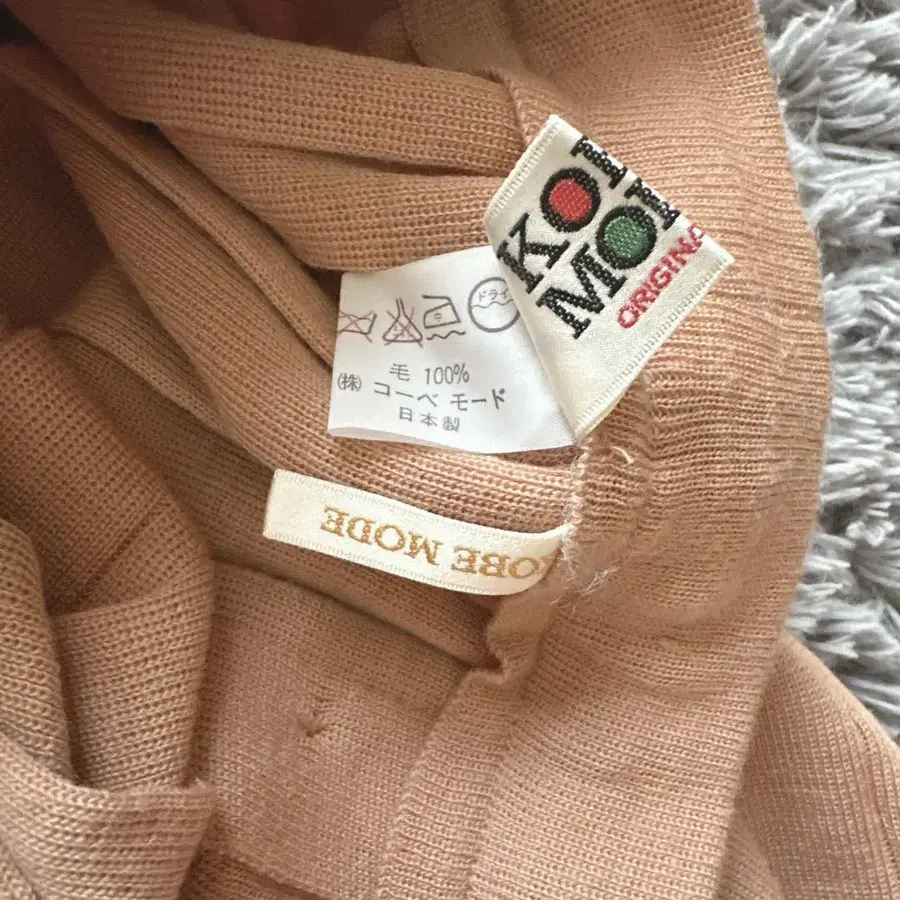 KO
MO
ORIGINA
ドライ
中
毛 100%
(株) コーベ モード
日本製
OBE MODE